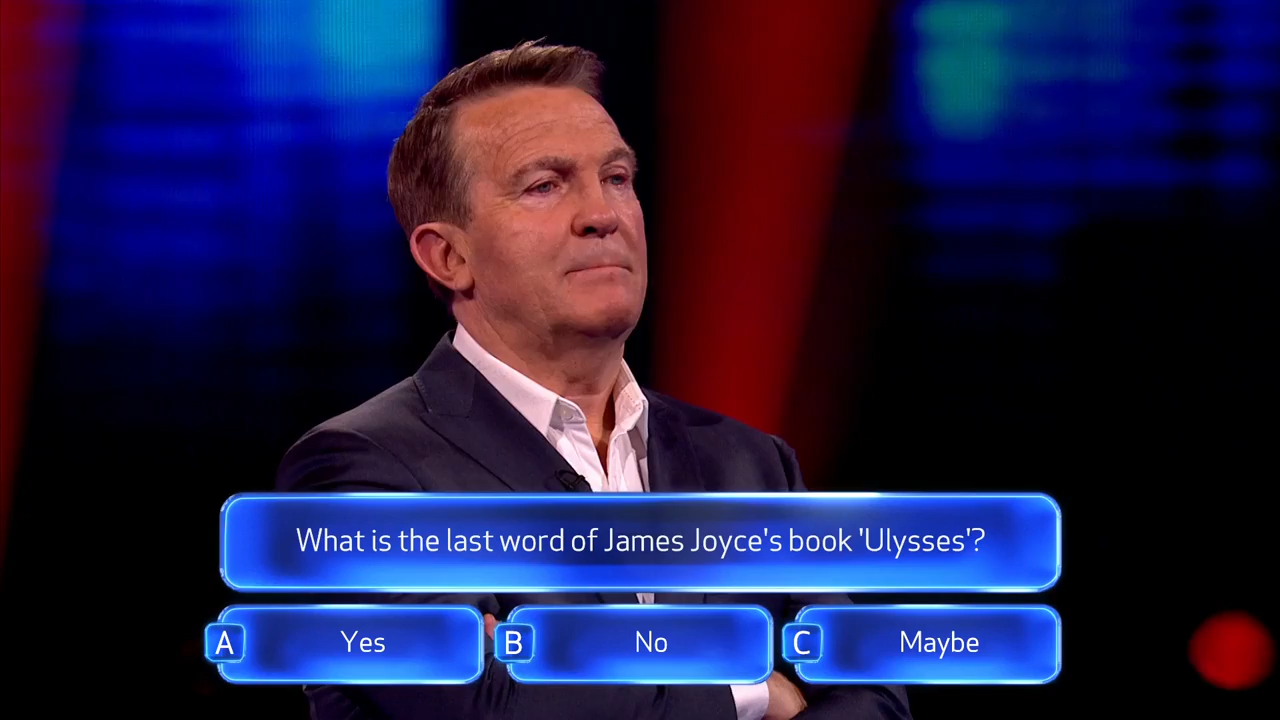 What is the last word of James Joyce's book 'Ulysses'?
A Yes
B No
C Maybe